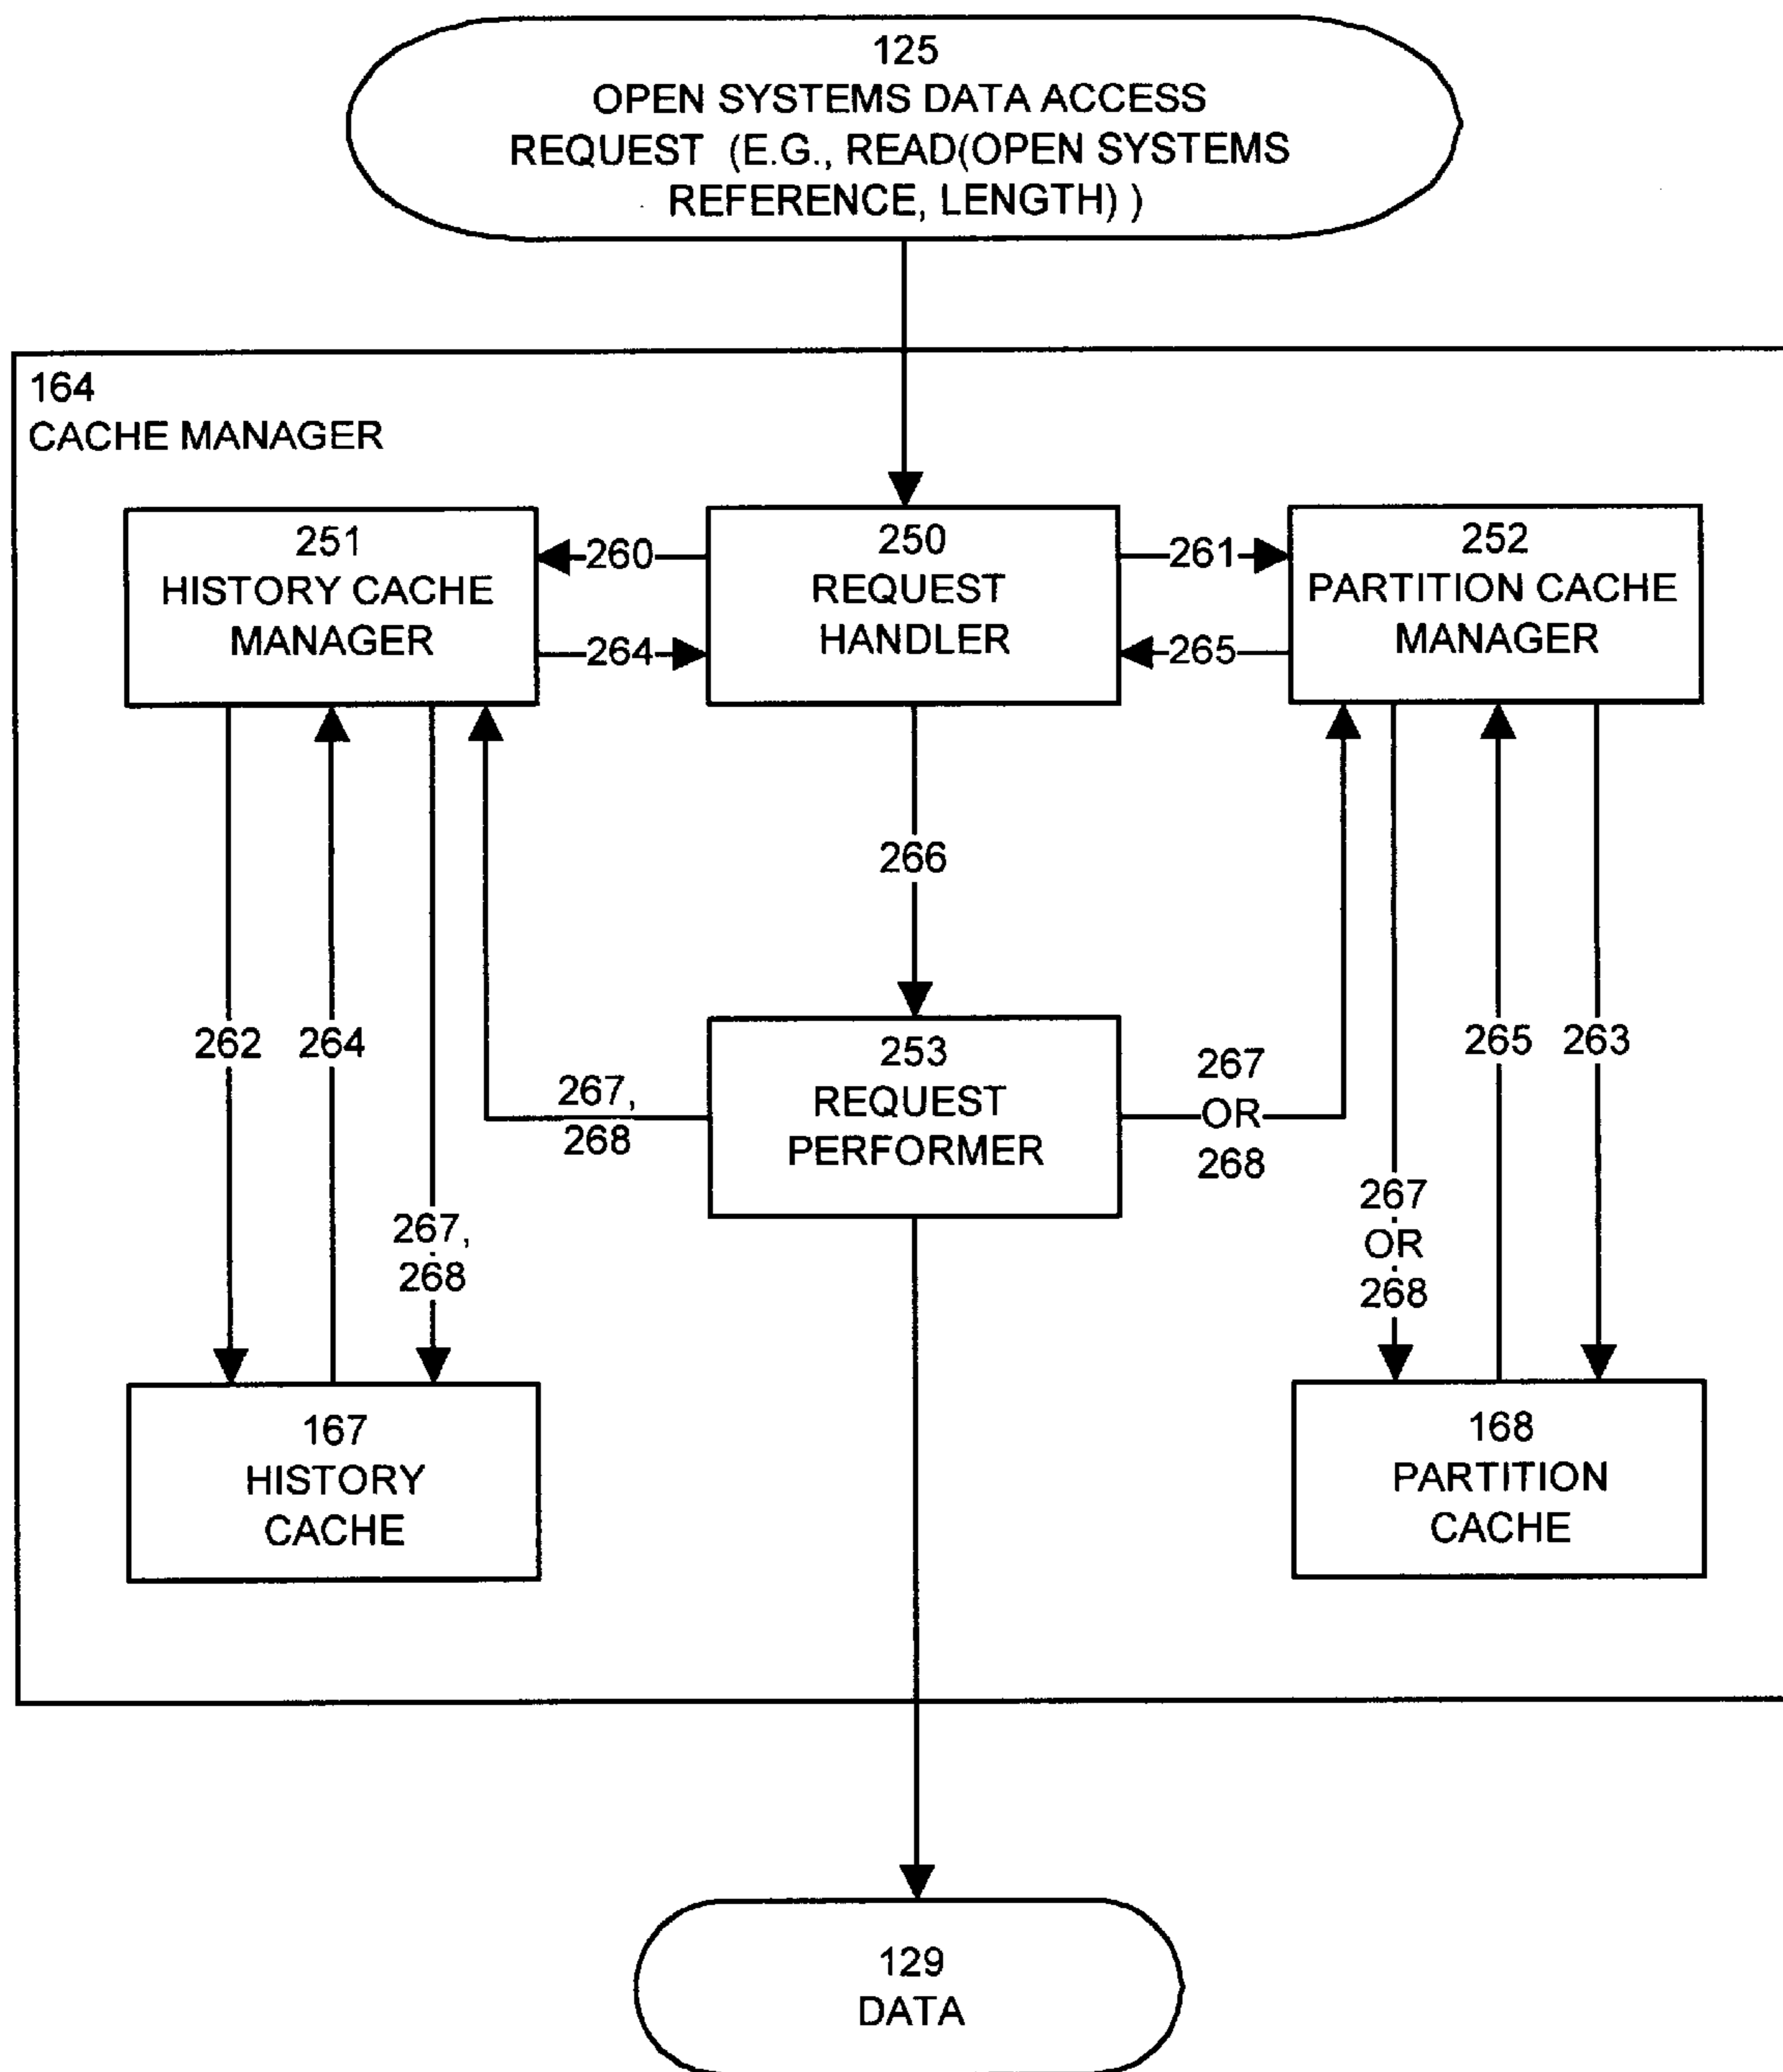 125
OPEN SYSTEMS DATA ACCESS
REQUEST (E.G., READ(OPEN SYSTEMS
REFERENCE, LENGTH) )
164
CACHE MANAGER
251
HISTORY CACHE
MANAGER
260
264
250
REQUEST
HANDLER
261
265
252
PARTITION CACHE
MANAGER
266
262
264
267,
268
267,
268
253
REQUEST
PERFORMER
267
OR
268
267
OR
268
265
263
167
HISTORY
CACHE
168
PARTITION
CACHE
129
DATA